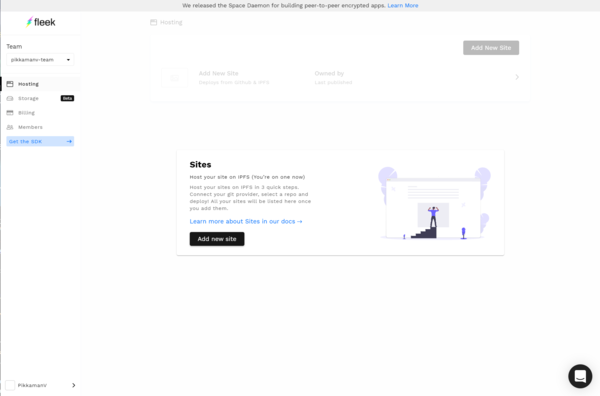 We released the Space Daemon for building peer-to-peer encrypted apps. Learn More
fleek
Team
pikkamanv-team
Hosting
Storage Beta
Billing
Members
Get the SDK
Hosting
Add New Site
Add New Site
Deploys from Github & IPFS
Owned by
Last published
Sites
Host your site on IPFS (You're on one now)
Host your sites on IPFS in 3 quick steps.
Connect your git provider, select a repo and
deploy! All your sites will be listed here once
you add them.
Learn more about Sites in our docs →
Add new site
Pikkamanv